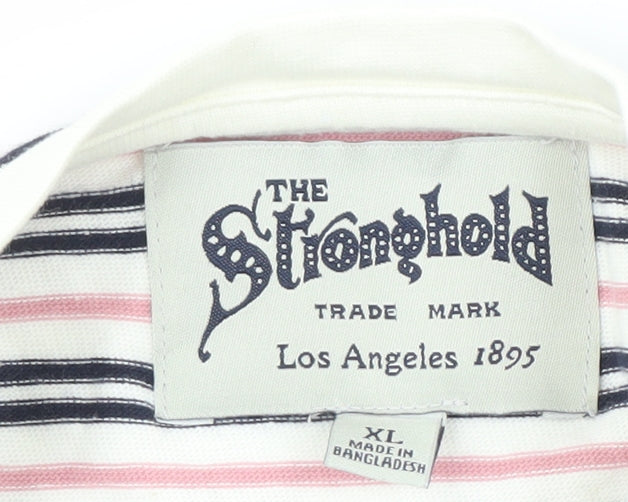 THE
Stronghold
TRADE MARK
Los Angeles 1895
XL
MADE IN
BANGLADESH